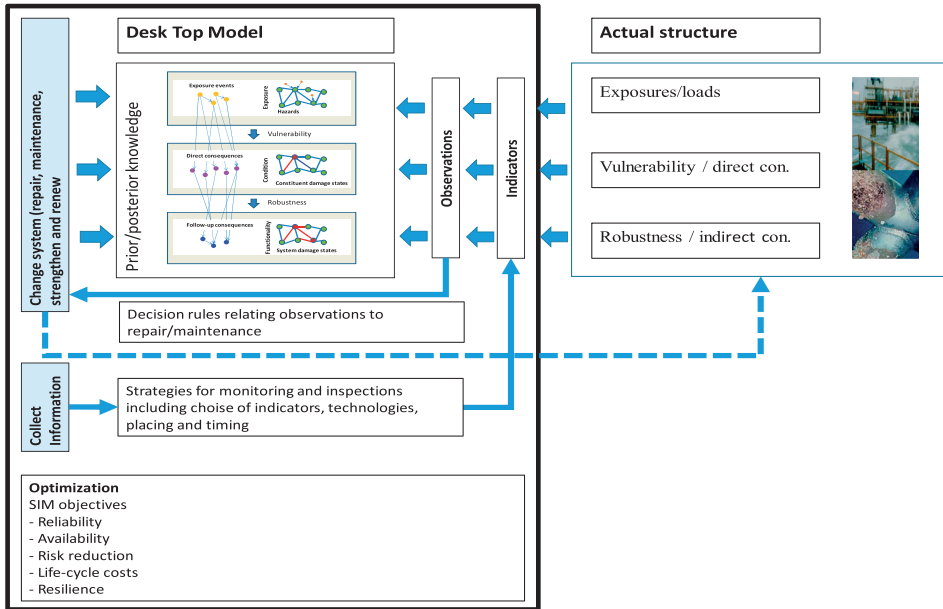 Desk Top Model
Actual structure
Change system (repair, maintenance,
strengthen and renew
Prior/posterior knowledge
Exposure events
Exposure
Hazards
Vulnerability
Direct consequences
Condition
Constituent damage states
Robustness
Follow-up consequences
Functionality
System damage states
Observations
Indicators
Exposures/loads
Vulnerability / direct con.
Robustness / indirect con.
Decision rules relating observations to
repair/maintenance
Collect
Information
Strategies for monitoring and inspections
including choise of indicators, technologies,
placing and timing
Optimization
SIM objectives
- Reliability
- Availability
- Risk reduction
- Life-cycle costs
- Resilience